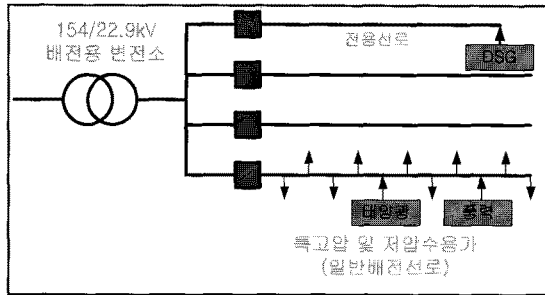 154/22.9kV
배전용 변전소
전용선로
DSG
태양광
풍력
특고압 및 저압수용가
(일반배전선로)